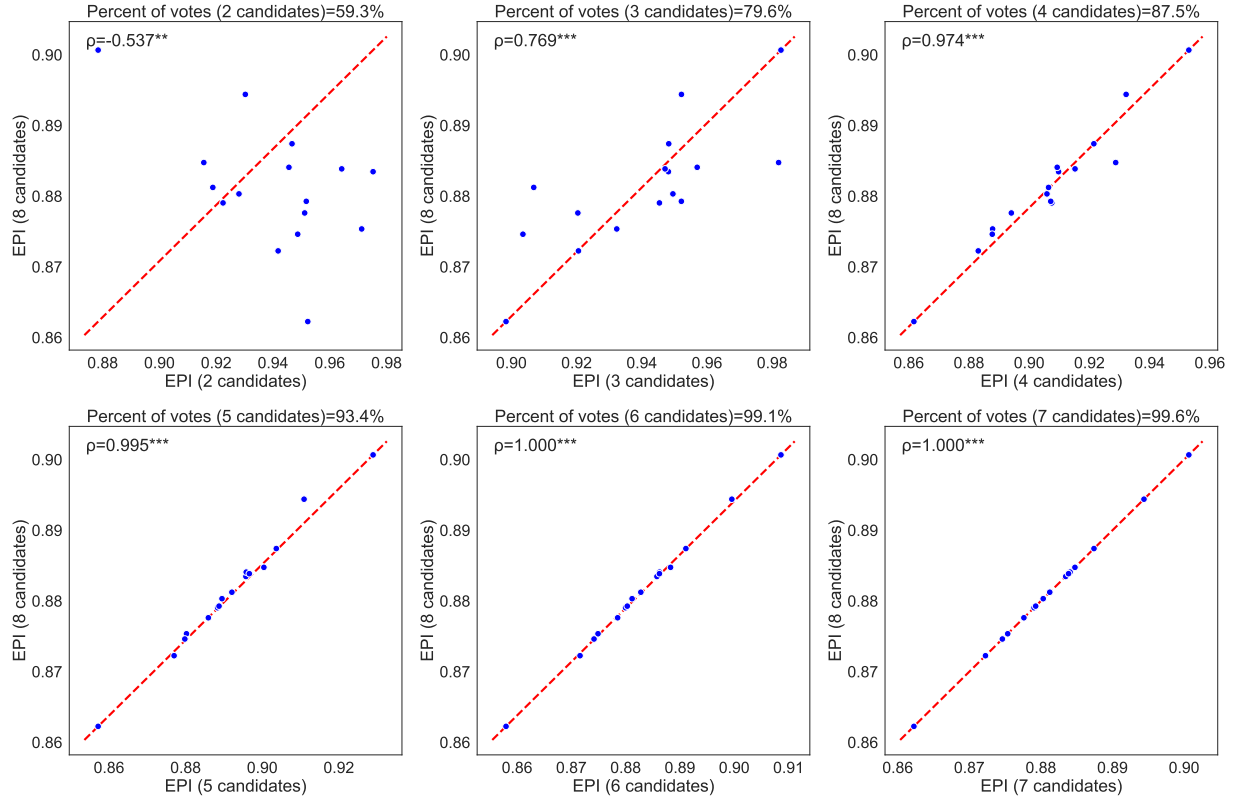 Percent of votes (2 candidates)=59.3%
ρ=-0.537**
0.90
0.89
0.88
0.87
0.86
EPI (8 candidates)
0.88 0.90 0.92 0.94 0.96 0.98
EPI (2 candidates)
Percent of votes (3 candidates)=79.6%
ρ=0.769***
0.90
0.89
0.88
0.87
0.86
EPI (8 candidates)
0.90 0.92 0.94 0.96 0.98
EPI (3 candidates)
Percent of votes (4 candidates)=87.5%
ρ=0.974***
0.90
0.89
0.88
0.87
0.86
EPI (8 candidates)
0.86 0.88 0.90 0.92 0.94 0.96
EPI (4 candidates)
Percent of votes (5 candidates)=93.4%
ρ=0.995***
0.90
0.89
0.88
0.87
0.86
EPI (8 candidates)
0.86 0.88 0.90 0.92
EPI (5 candidates)
Percent of votes (6 candidates)=99.1%
ρ=1.000***
0.90
0.89
0.88
0.87
0.86
EPI (8 candidates)
0.86 0.87 0.88 0.89 0.90 0.91
EPI (6 candidates)
Percent of votes (7 candidates)=99.6%
ρ=1.000***
0.90
0.89
0.88
0.87
0.86
EPI (8 candidates)
0.86 0.87 0.88 0.89 0.90
EPI (7 candidates)